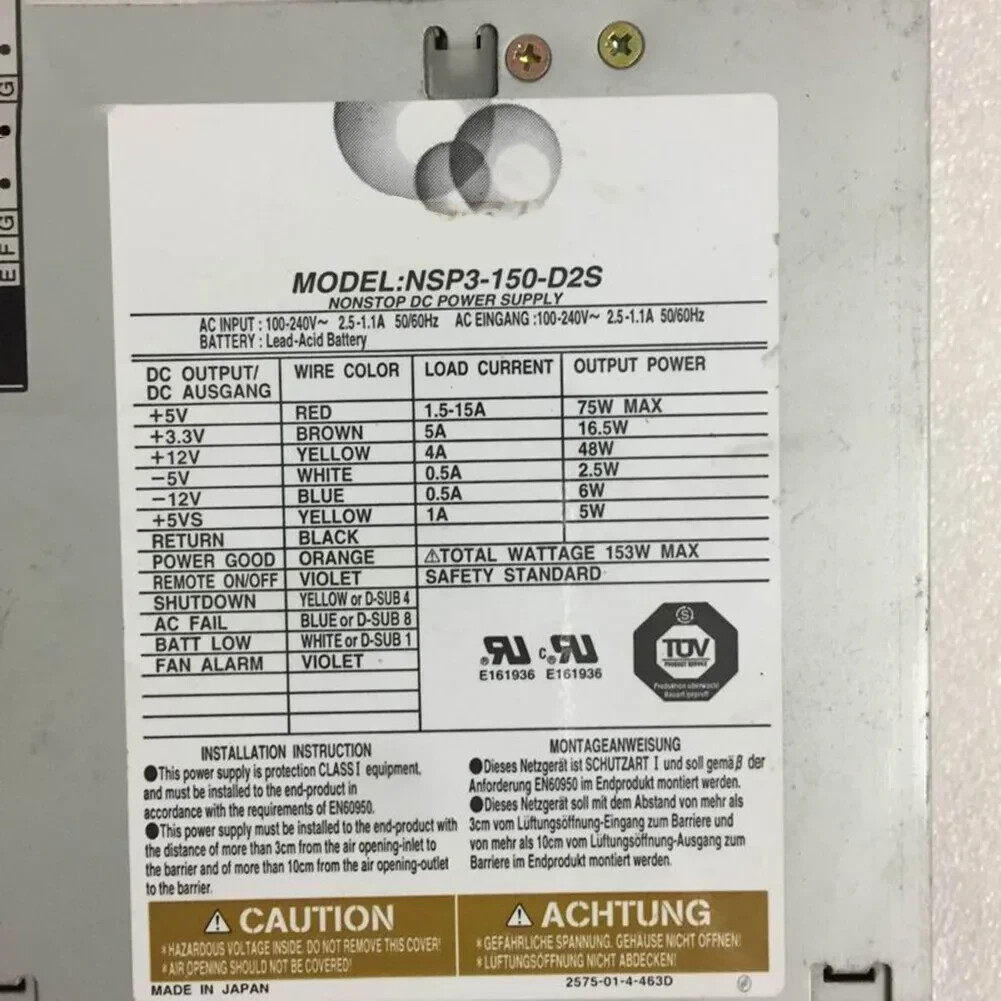 G
G
F
E
MODEL:NSP3-150-D2S
NONSTOP DC POWER SUPPLY
AC INPUT : 100-240V~ 2.5-1.1A 50/60Hz AC EINGANG :100-240V~ 2.5-1.1A 50/60Hz
BATTERY : Lead-Acid Battery
DC OUTPUT/ DC AUSGANG WIRE COLOR LOAD CURRENT OUTPUT POWER
+5V RED 1.5-15A 75W MAX
+3.3V BROWN 5A 16.5W
+12V YELLOW 4A 48W
−5V WHITE 0.5A 2.5W
−12V BLUE 0.5A 6W
+5VS YELLOW 1A 5W
RETURN BLACK
POWER GOOD ORANGE ⚠TOTAL WATTAGE 153W MAX
REMOTE ON/OFF VIOLET SAFETY STANDARD
SHUTDOWN YELLOW or D-SUB 4
AC FAIL BLUE or D-SUB 8
BATT LOW WHITE or D-SUB 1
FAN ALARM VIOLET
E161936 E161936
TÜV
PRODUCT SERVICE
Produktion überwacht
Bauart geprüft
INSTALLATION INSTRUCTION
●This power supply is protection CLASS I equipment,
and must be installed to the end-product in
accordance with the requirements of EN60950.
●This power supply must be installed to the end-product with
the distance of more than 3cm from the air opening-inlet to
the barrier and of more than 10cm from the air opening-outlet
to the barrier.
MONTAGEANWEISUNG
●Dieses Netzgerät ist SCHUTZART I und soll gemäβ der
Anforderung EN60950 im Endprodukt montiert werden.
●Dieses Netzgerät soll mit dem Abstand von mehr als
3cm vom Lüftungsöffnung-Eingang zum Barriere und
von mehr als 10cm vom Lüftungsöffnung-Ausgang zum
Barriere im Endprodukt montiert werden.
⚠ CAUTION
*HAZARDOUS VOLTAGE INSIDE. DO NOT REMOVE THIS COVER!
*AIR OPENING SHOULD NOT BE COVERED!
⚠ ACHTUNG
*GEFÄHRLICHE SPANNUNG. GEHÄUSE NICHT ÖFFNEN!
*LÜFTUNGSÖFFNUNG NICHT ABDECKEN!
MADE IN JAPAN
2575-01-4-463D